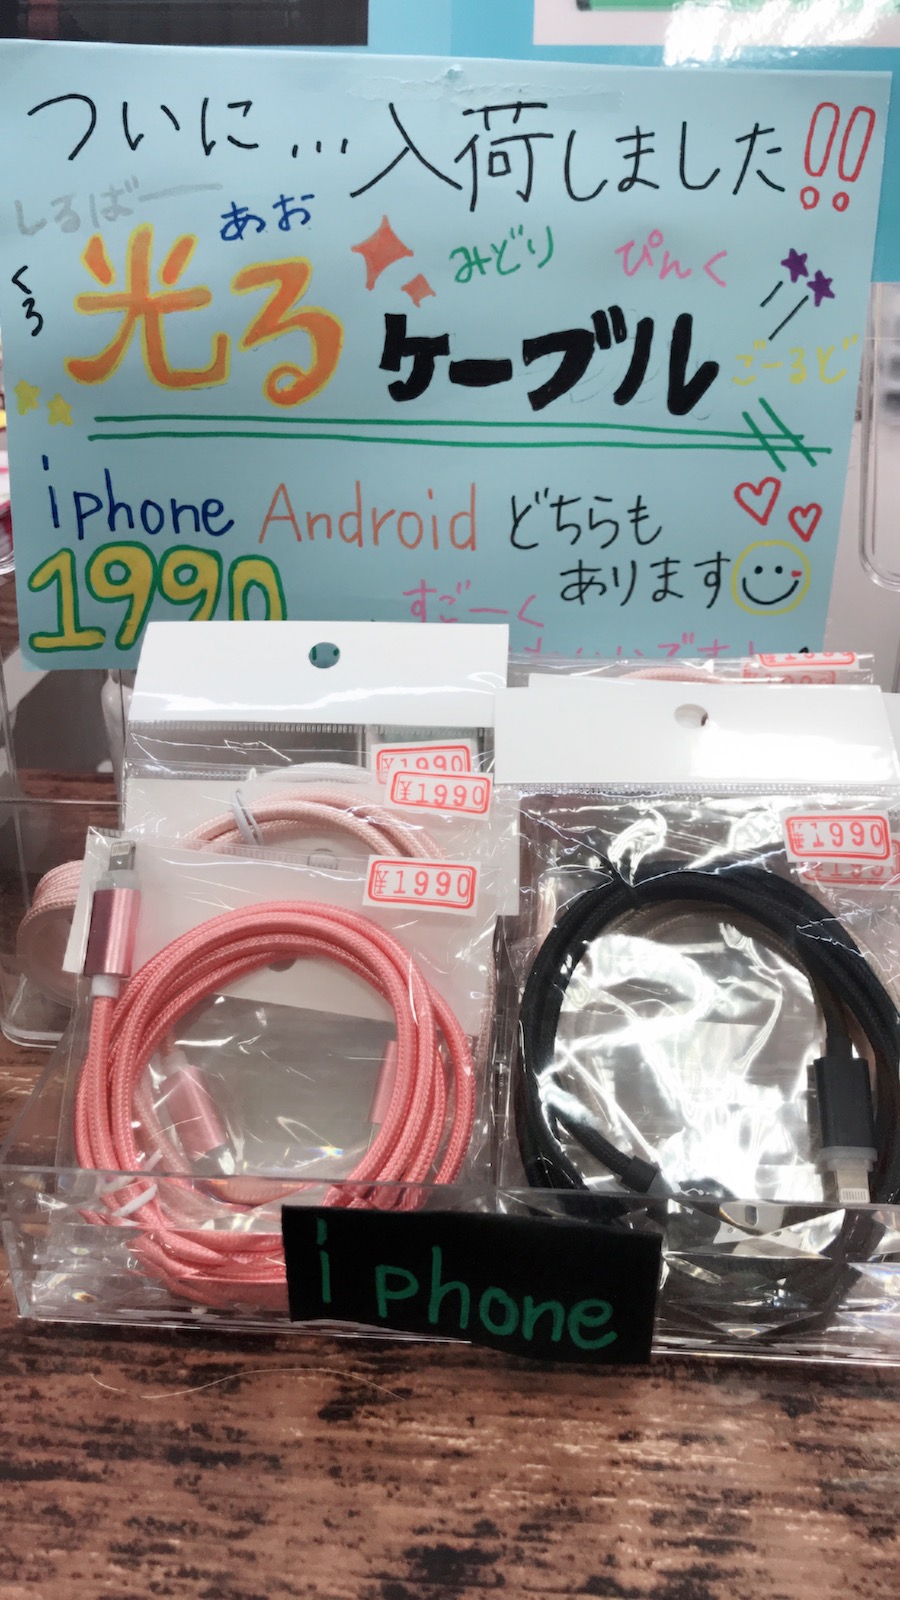 ついに...入荷しました!!
しるばー
あお
みどり
ぴんく
くろ
光るケーブル
ごーるど
iphone Android どちらも
あります
1990
すごーく
¥1990
¥1990
¥1990
¥1990
iphone